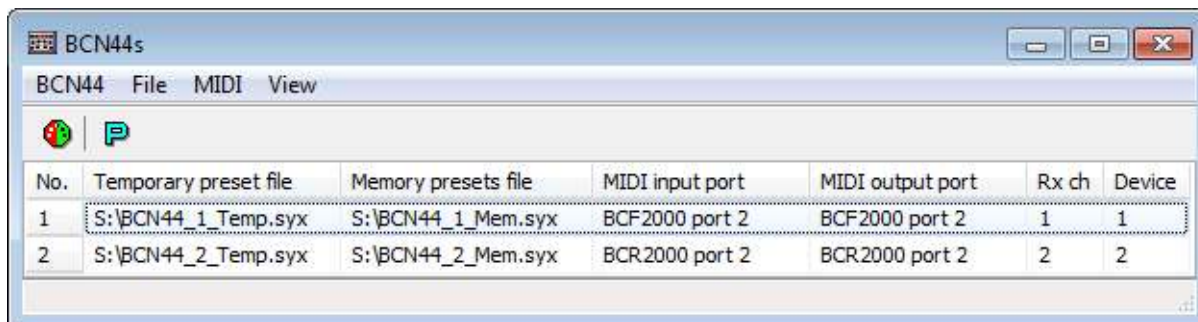 BCN44s
BCN44 File MIDI View
No. Temporary preset file Memory presets file MIDI input port MIDI output port Rx ch Device
1 S:\BCN44_1_Temp.syx S:\BCN44_1_Mem.syx BCF2000 port 2 BCF2000 port 2 1 1
2 S:\BCN44_2_Temp.syx S:\BCN44_2_Mem.syx BCR2000 port 2 BCR2000 port 2 2 2